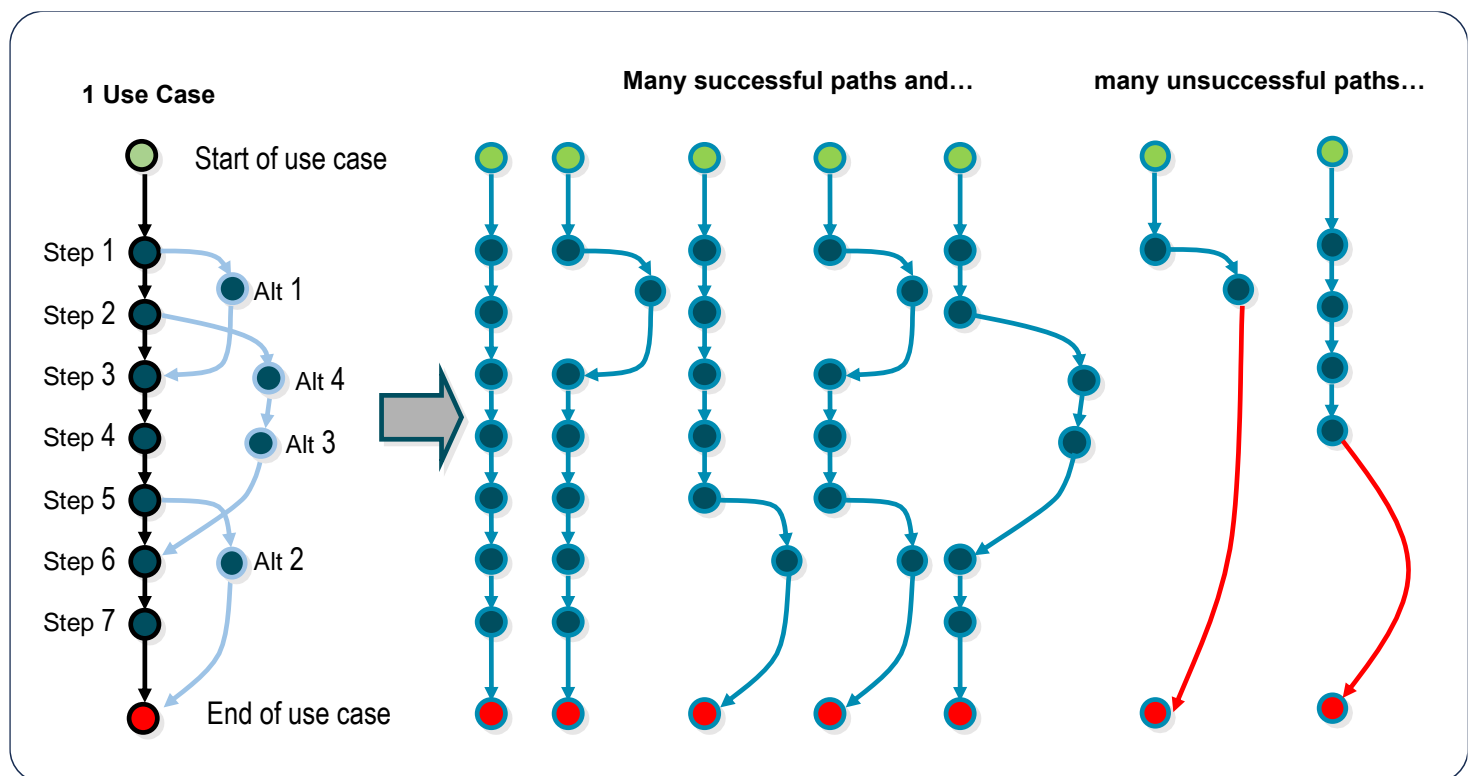 1 Use Case
Many successful paths and…
many unsuccessful paths…
Start of use case
Step 1
Alt 1
Step 2
Step 3
Alt 4
Step 4
Alt 3
Step 5
Step 6
Alt 2
Step 7
End of use case